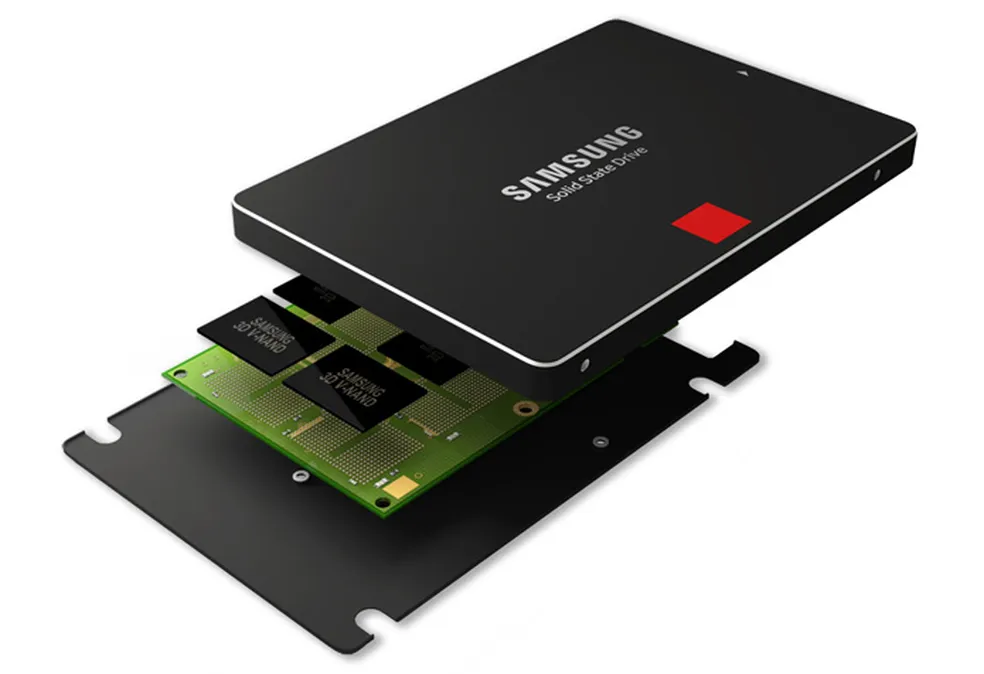 SAMSUNG
Solid State Drive
SAMSUNG
3D V-NAND
SAMSUNG
3D V-NAND